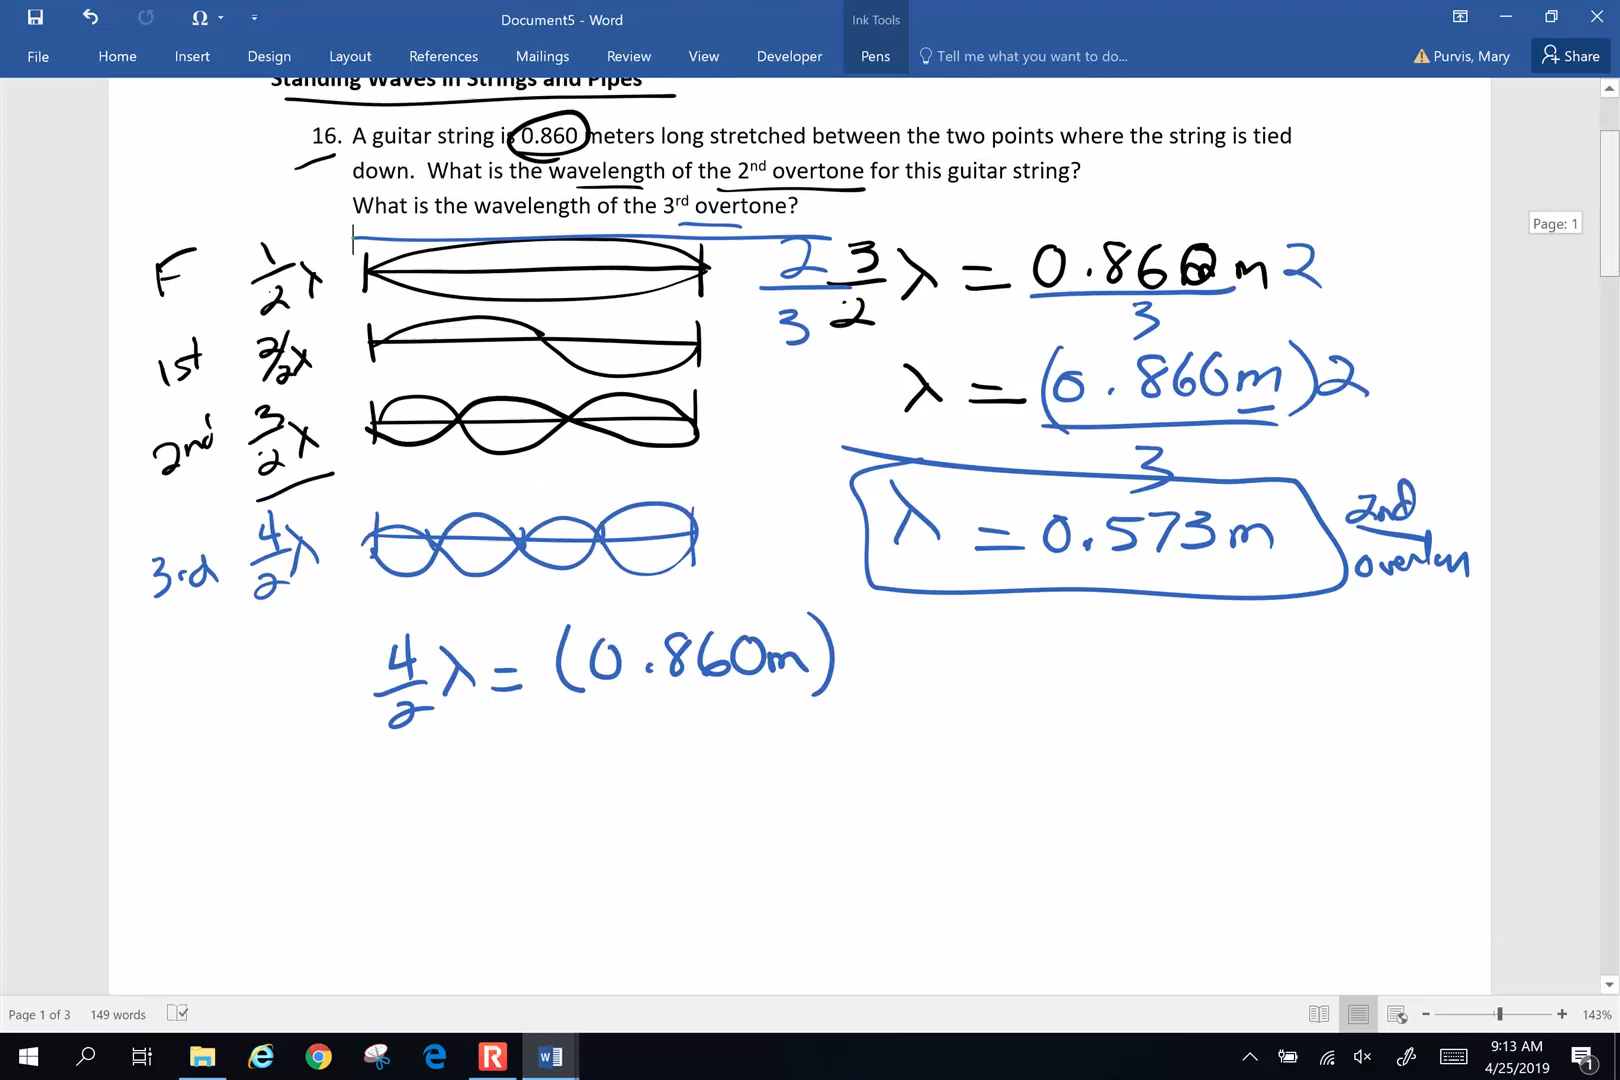 Document5 - Word
Ink Tools
File Home Insert Design Layout References Mailings Review View Developer Pens Tell me what you want to do... Purvis, Mary Share
Standing Waves in Strings and Pipes
16. A guitar string is 0.860 meters long stretched between the two points where the string is tied
down. What is the wavelength of the 2nd overtone for this guitar string?
What is the wavelength of the 3rd overtone?
Page: 1
F 1/2 λ
1st 2/2 λ
2nd 3/2 λ
3rd 4/2 λ
2/3 3/2 λ = 0.860 m 2
3
λ = (0.860m)2
3
λ = 0.573m
2nd
overtone
4/2 λ = (0.860m)
Page 1 of 3 149 words 143%
9:13 AM
4/25/2019
1